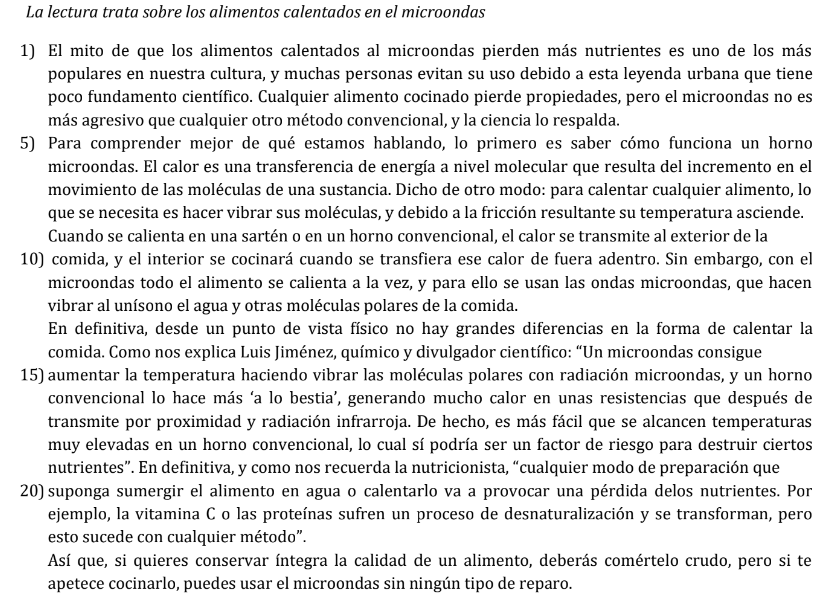 La lectura trata sobre los alimentos calentados en el microondas
1) El mito de que los alimentos calentados al microondas pierden más nutrientes es uno de los más
populares en nuestra cultura, y muchas personas evitan su uso debido a esta leyenda urbana que tiene
poco fundamento científico. Cualquier alimento cocinado pierde propiedades, pero el microondas no es
más agresivo que cualquier otro método convencional, y la ciencia lo respalda.
5) Para comprender mejor de qué estamos hablando, lo primero es saber cómo funciona un horno
microondas. El calor es una transferencia de energía a nivel molecular que resulta del incremento en el
movimiento de las moléculas de una sustancia. Dicho de otro modo: para calentar cualquier alimento, lo
que se necesita es hacer vibrar sus moléculas, y debido a la fricción resultante su temperatura asciende.
Cuando se calienta en una sartén o en un horno convencional, el calor se transmite al exterior de la
10) comida, y el interior se cocinará cuando se transfiera ese calor de fuera adentro. Sin embargo, con el
microondas todo el alimento se calienta a la vez, y para ello se usan las ondas microondas, que hacen
vibrar al unísono el agua y otras moléculas polares de la comida.
En definitiva, desde un punto de vista físico no hay grandes diferencias en la forma de calentar la
comida. Como nos explica Luis Jiménez, químico y divulgador científico: “Un microondas consigue
15) aumentar la temperatura haciendo vibrar las moléculas polares con radiación microondas, y un horno
convencional lo hace más ‘a lo bestia’, generando mucho calor en unas resistencias que después de
transmite por proximidad y radiación infrarroja. De hecho, es más fácil que se alcancen temperaturas
muy elevadas en un horno convencional, lo cual sí podría ser un factor de riesgo para destruir ciertos
nutrientes”. En definitiva, y como nos recuerda la nutricionista, “cualquier modo de preparación que
20) suponga sumergir el alimento en agua o calentarlo va a provocar una pérdida delos nutrientes. Por
ejemplo, la vitamina C o las proteínas sufren un proceso de desnaturalización y se transforman, pero
esto sucede con cualquier método”.
Así que, si quieres conservar íntegra la calidad de un alimento, deberás comértelo crudo, pero si te
apetece cocinarlo, puedes usar el microondas sin ningún tipo de reparo.